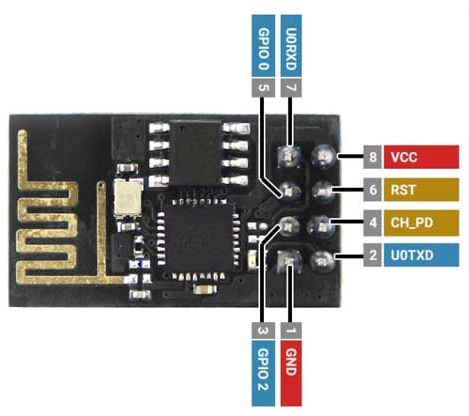 GPIO 0
5
U0RXD
7
8 VCC
6 RST
4 CH_PD
2 U0TXD
3
GPIO 2
1
GND